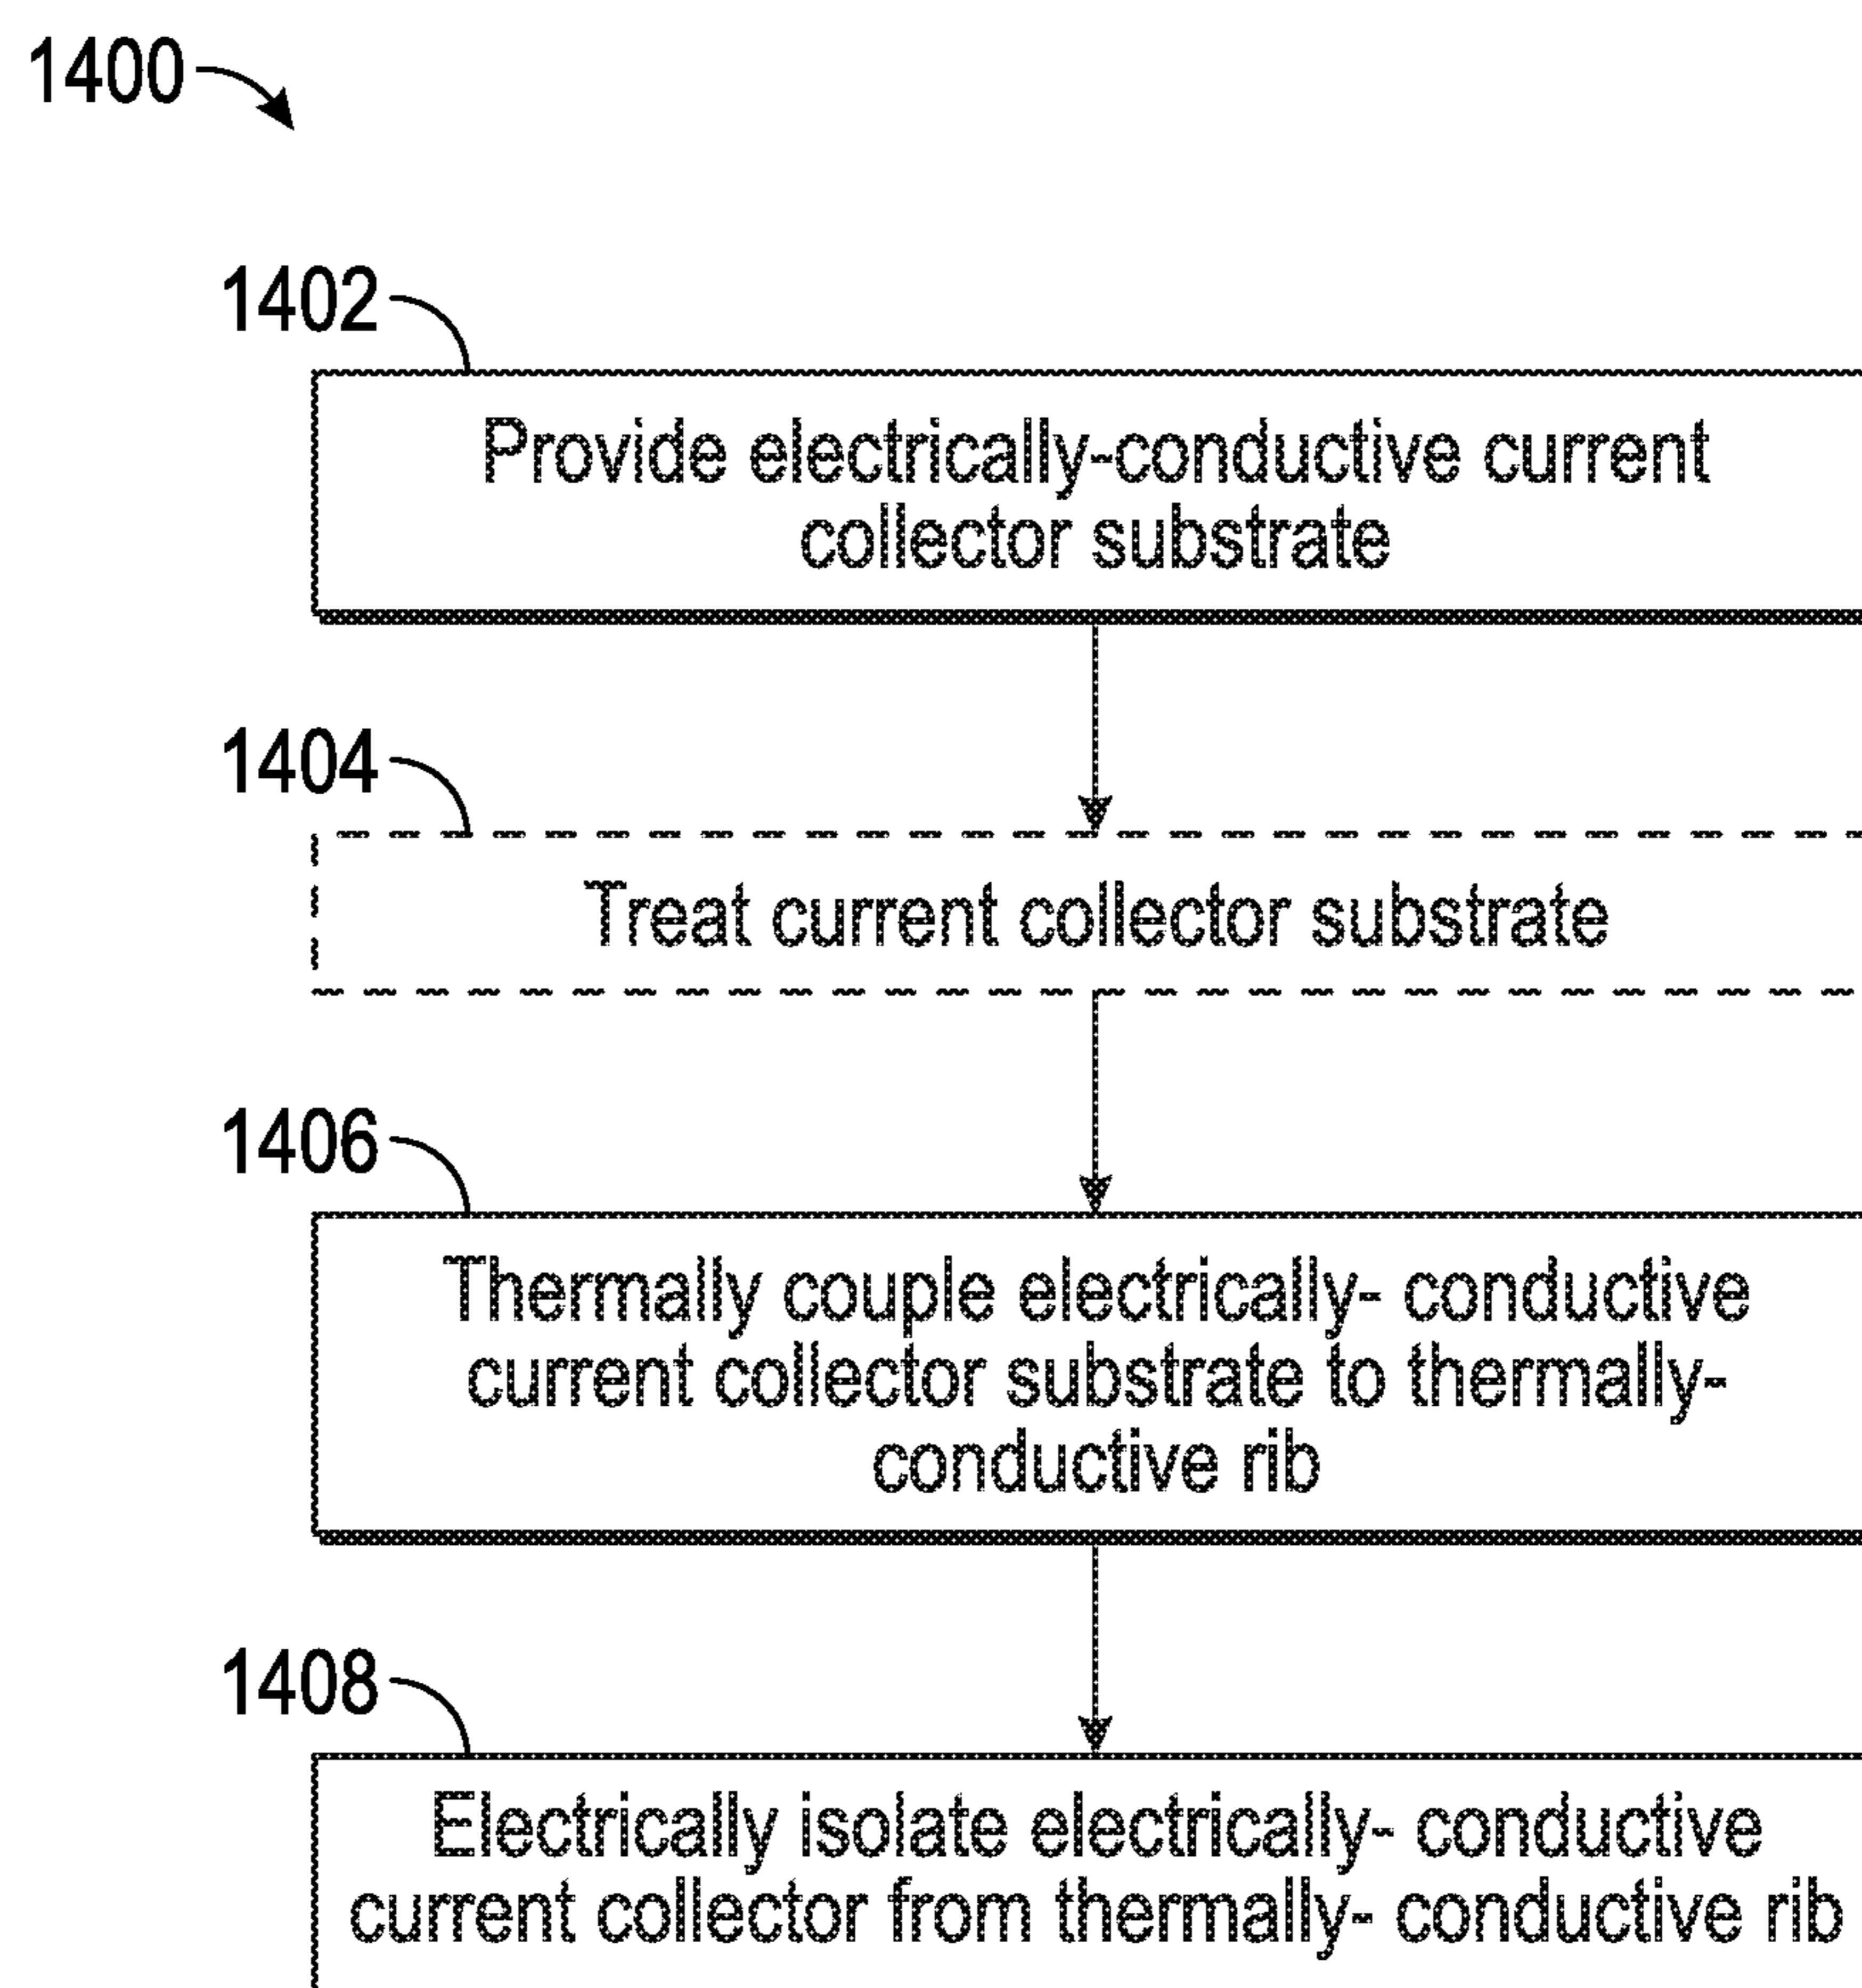 1400
1402
Provide electrically-conductive current
collector substrate
1404
Treat current collector substrate
1406
Thermally couple electrically- conductive
current collector substrate to thermally-
conductive rib
1408
Electrically isolate electrically- conductive
current collector from thermally- conductive rib